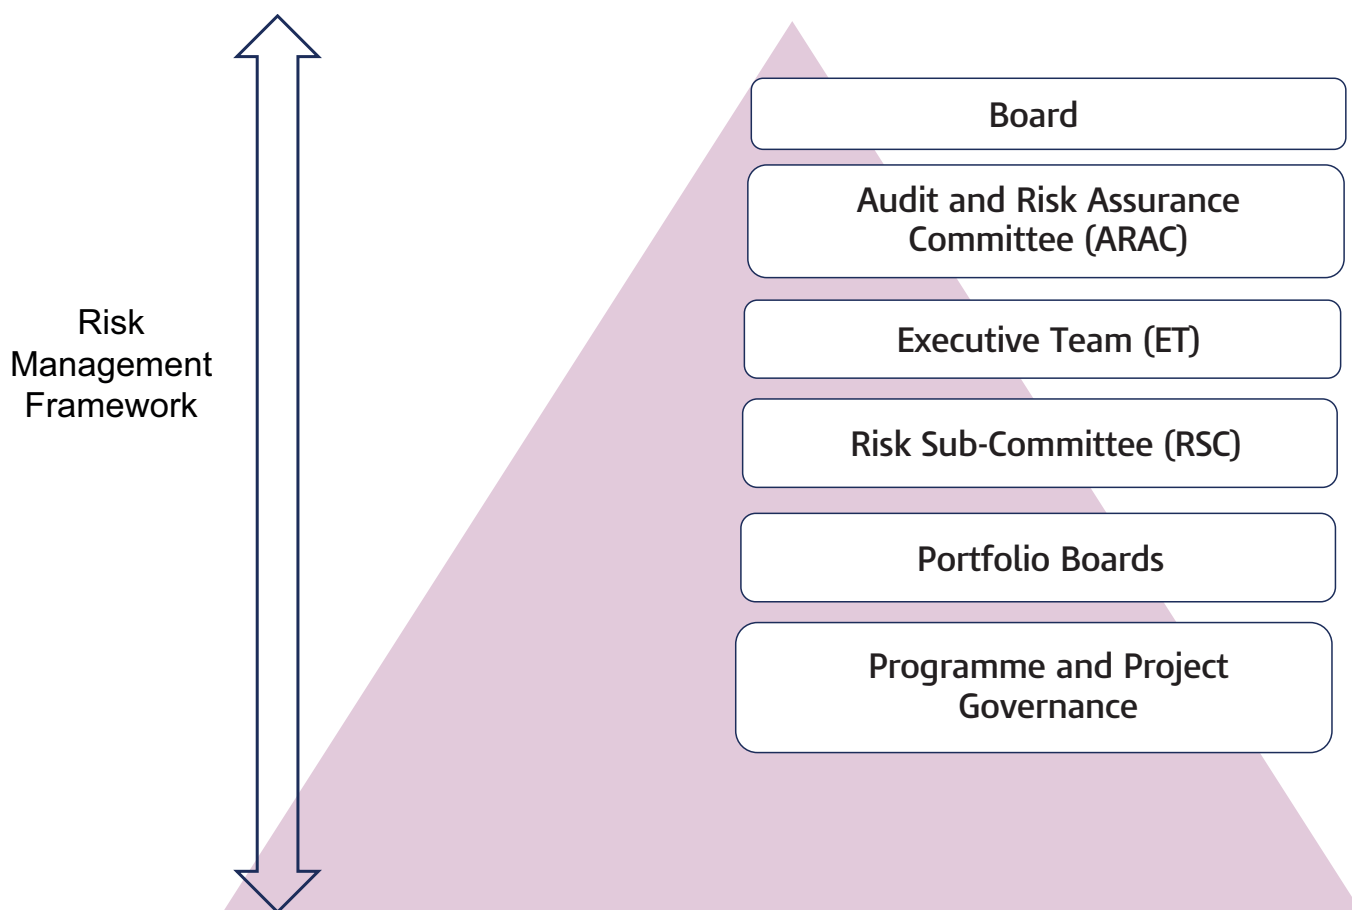 Board
Audit and Risk Assurance
Committee (ARAC)
Executive Team (ET)
Risk
Management
Framework
Risk Sub-Committee (RSC)
Portfolio Boards
Programme and Project
Governance